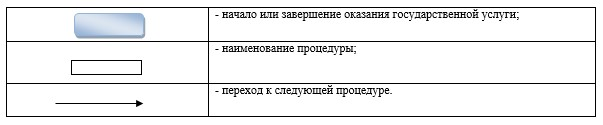 - начало или завершение оказания государственной услуги;
- наименование процедуры;
- переход к следующей процедуре.